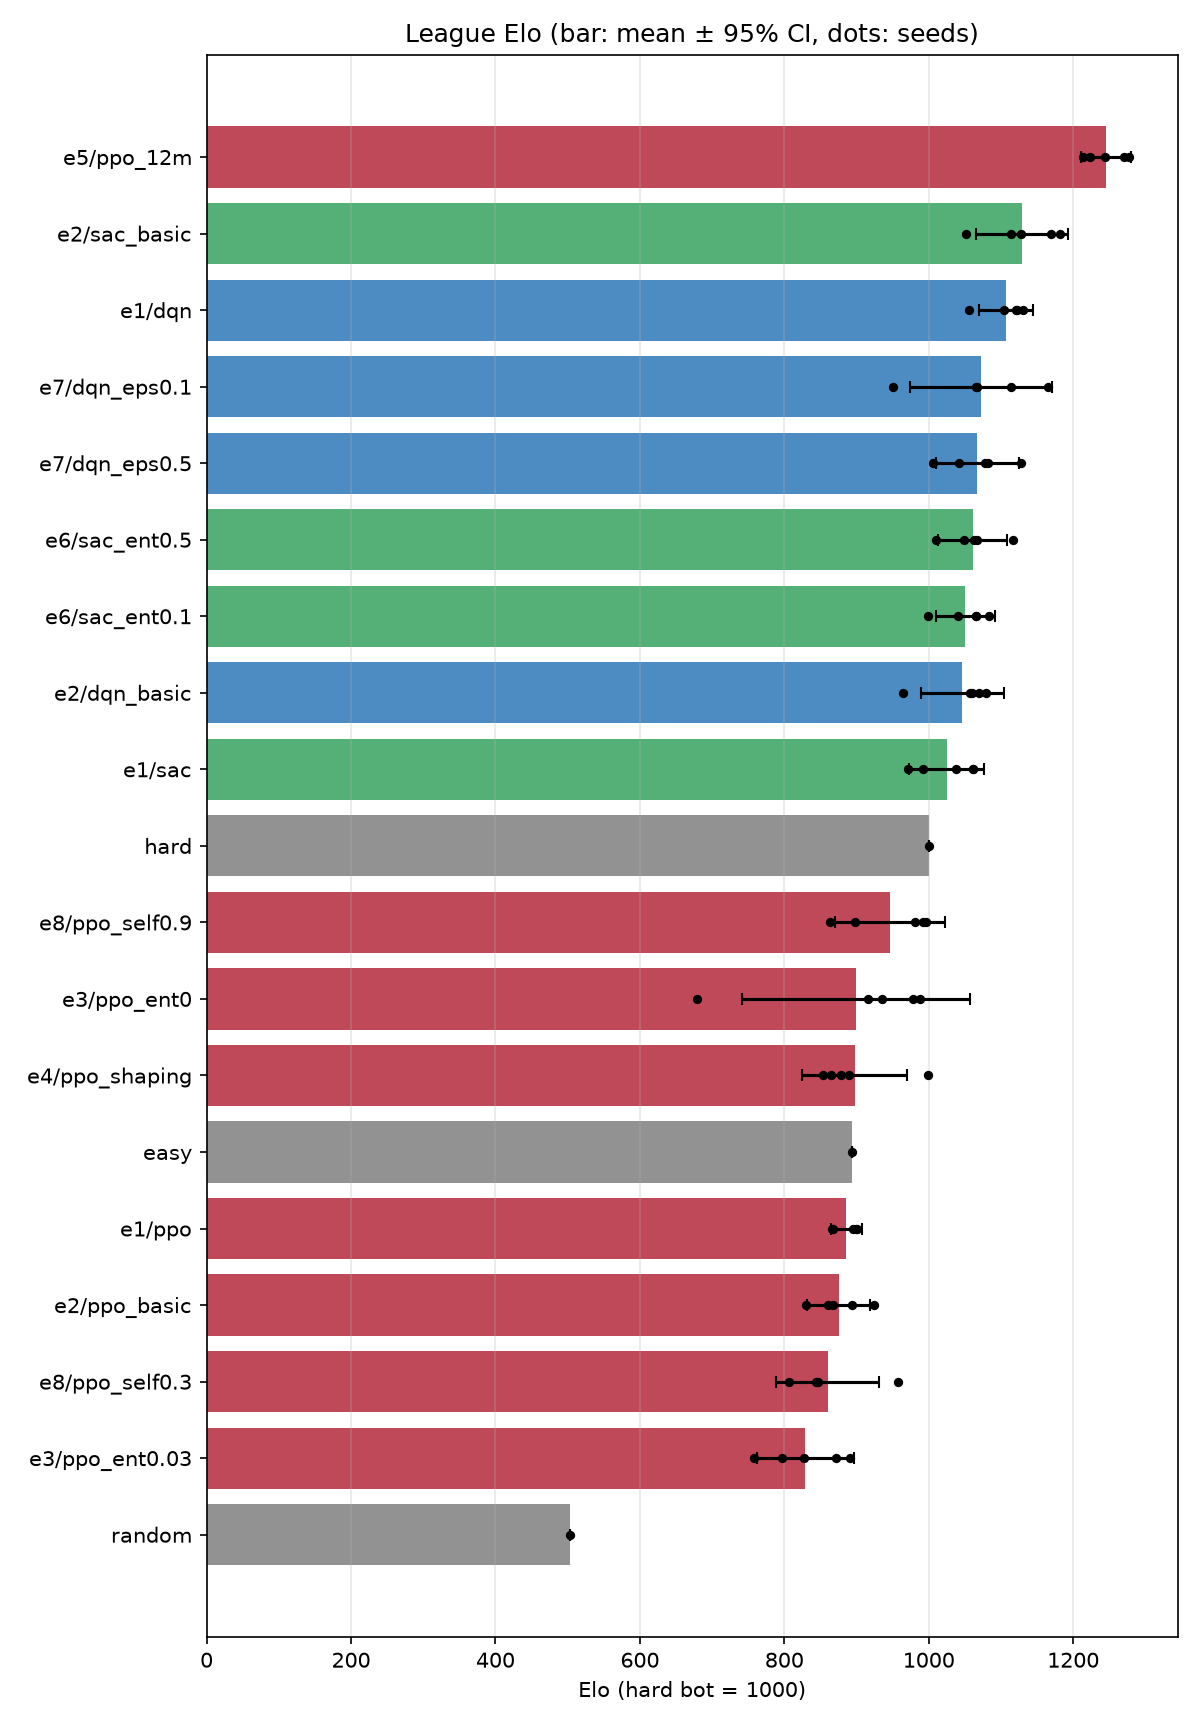 League Elo (bar: mean ± 95% CI, dots: seeds)
e5/ppo_12m
e2/sac_basic
e1/dqn
e7/dqn_eps0.1
e7/dqn_eps0.5
e6/sac_ent0.5
e6/sac_ent0.1
e2/dqn_basic
e1/sac
hard
e8/ppo_self0.9
e3/ppo_ent0
e4/ppo_shaping
easy
e1/ppo
e2/ppo_basic
e8/ppo_self0.3
e3/ppo_ent0.03
random
0 200 400 600 800 1000 1200
Elo (hard bot = 1000)